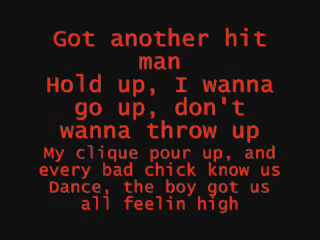 Got another hit
man
Hold up, I wanna
go up, don't
wanna throw up
My clique pour up, and
every bad chick know us
Dance, the boy got us
all feelin high